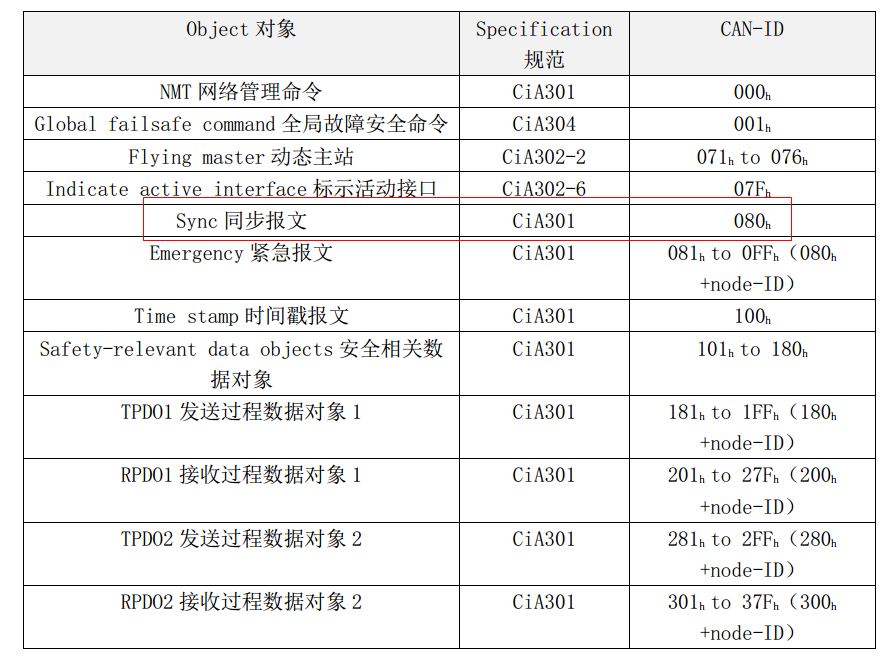 Object 对象 Specification 规范 CAN-ID
NMT 网络管理命令 CiA301 000h
Global failsafe command 全局故障安全命令 CiA304 001h
Flying master 动态主站 CiA302-2 071h to 076h
Indicate active interface 标示活动接口 CiA302-6 07Fh
Sync 同步报文 CiA301 080h
Emergency 紧急报文 CiA301 081h to 0FFh（080h
+node-ID）
Time stamp 时间戳报文 CiA301 100h
Safety-relevant data objects 安全相关数 CiA301 101h to 180h
据对象
TPDO1 发送过程数据对象 1 CiA301 181h to 1FFh（180h
+node-ID）
RPDO1 接收过程数据对象 1 CiA301 201h to 27Fh（200h
+node-ID）
TPDO2 发送过程数据对象 2 CiA301 281h to 2FFh（280h
+node-ID）
RPDO2 接收过程数据对象 2 CiA301 301h to 37Fh（300h
+node-ID）